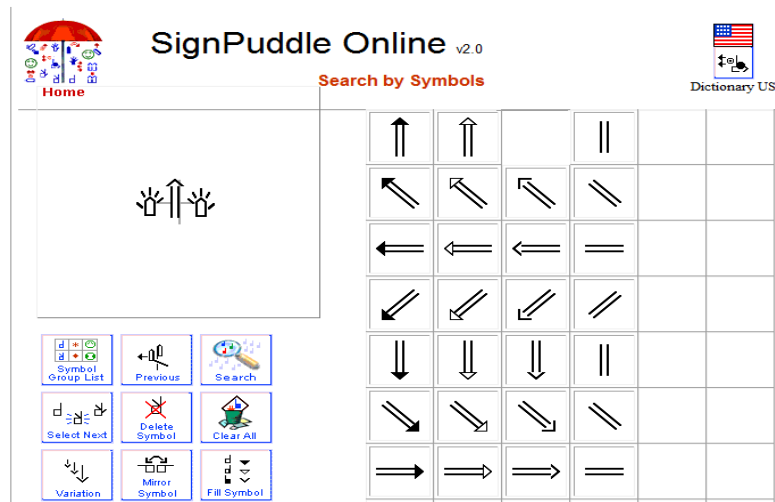 SignPuddle Online v2.0
Search by Symbols
Home
Dictionary US
Symbol Group List
Previous
Search
Select Next
Delete Symbol
Clear All
Variation
Mirror Symbol
Fill Symbol